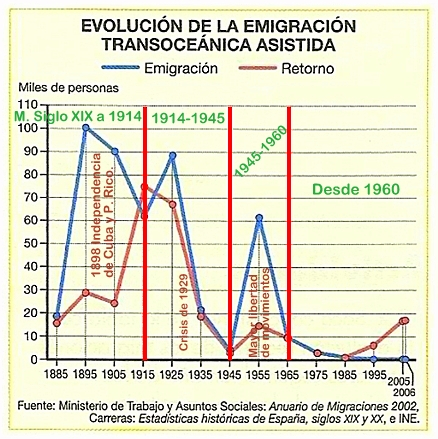 EVOLUCIÓN DE LA EMIGRACIÓN
TRANSOCEÁNICA ASISTIDA
Emigración
Retorno
Miles de personas
110
100
90
80
70
60
50
40
30
20
10
0
M. Siglo XIX a 1914
1914-1945
1945-1960
Desde 1960
1898 Independencia
de Cuba y P. Rico.
Crisis de 1929
Mayor libertad
de movimientos
1885 1895 1905 1915 1925 1935 1945 1955 1965 1975 1985 1995 2005
2006
Fuente: Ministerio de Trabajo y Asuntos Sociales: Anuario de Migraciones 2002,
Carreras: Estadísticas históricas de España, siglos XIX y XX, e INE.